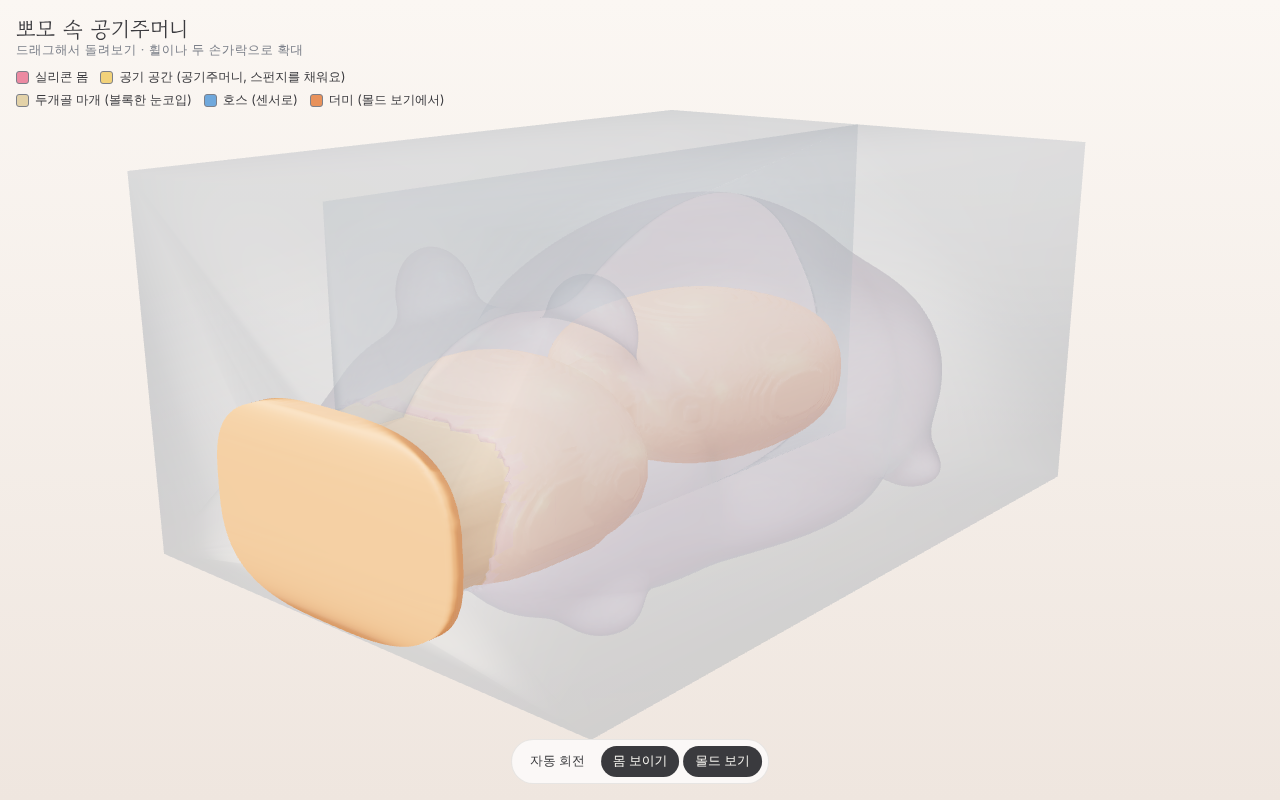 뽀모 속 공기주머니
드래그해서 돌려보기 · 휠이나 두 손가락으로 확대
실리콘 몸 공기 공간 (공기주머니, 스펀지를 채워요)
두개골 마개 (볼록한 눈코입) 호스 (센서로) 더미 (몰드 보기에서)
자동 회전 몸 보이기 몰드 보기